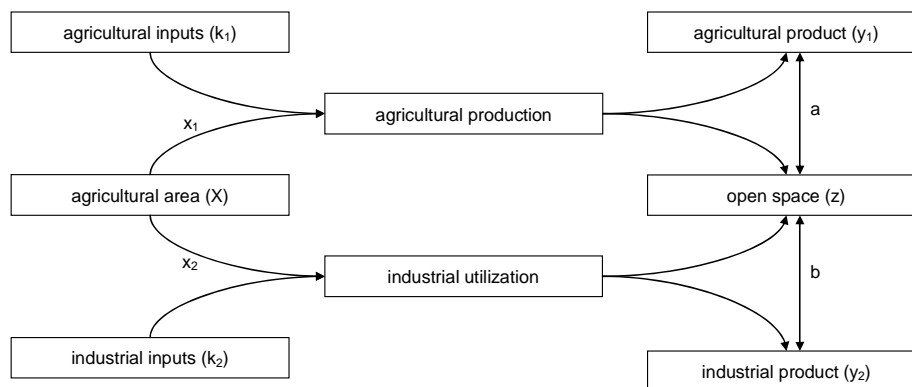 agricultural inputs (k₁)
agricultural product (y₁)
agricultural production
x₁
a
agricultural area (X)
open space (z)
x₂
industrial utilization
b
industrial inputs (k₂)
industrial product (y₂)